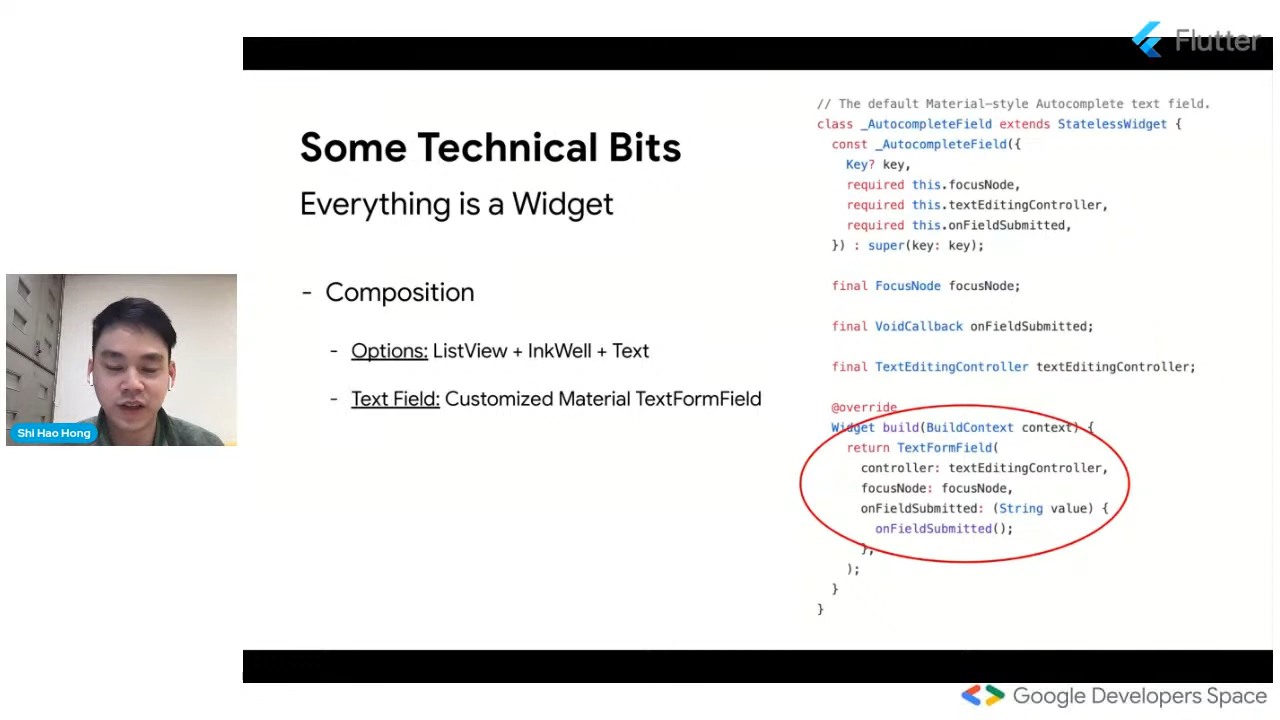 Flutter
Some Technical Bits
Everything is a Widget
- Composition
- Options: ListView + InkWell + Text
- Text Field: Customized Material TextFormField
// The default Material-style Autocomplete text field.
class _AutocompleteField extends StatelessWidget {
const _AutocompleteField({
Key? key,
required this.focusNode,
required this.textEditingController,
required this.onFieldSubmitted,
}) : super(key: key);
final FocusNode focusNode;
final VoidCallback onFieldSubmitted;
final TextEditingController textEditingController;
@override
Widget build(BuildContext context) {
return TextFormField(
controller: textEditingController,
focusNode: focusNode,
onFieldSubmitted: (String value) {
onFieldSubmitted();
},
);
}
}
Shi Hao Hong
Google Developers Space